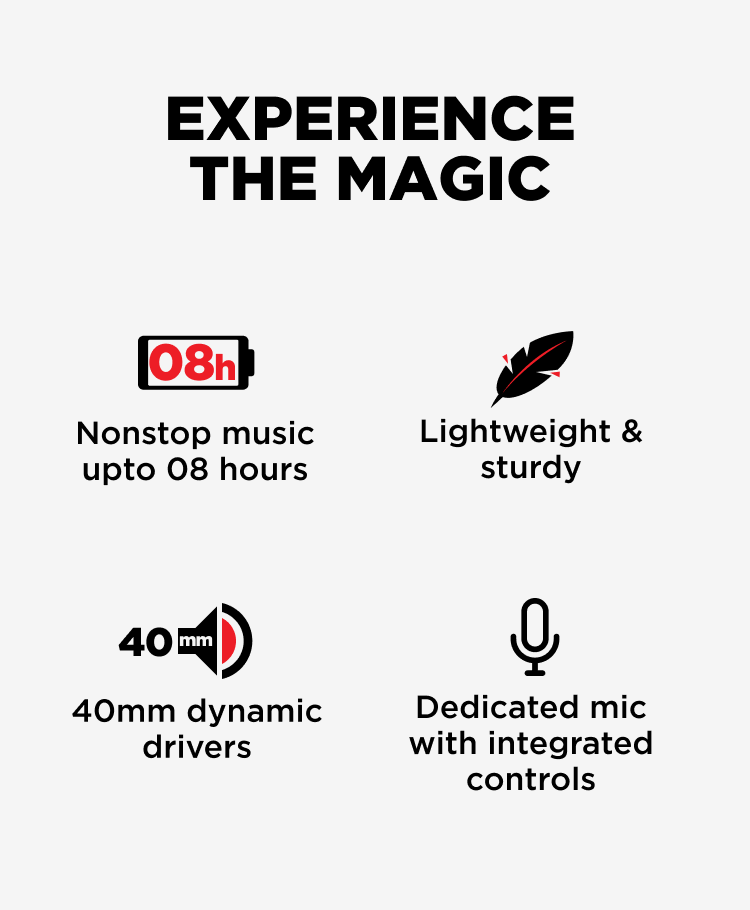 EXPERIENCE
THE MAGIC
08h
Nonstop music
upto 08 hours
Lightweight &
sturdy
40 mm
40mm dynamic
drivers
Dedicated mic
with integrated
controls